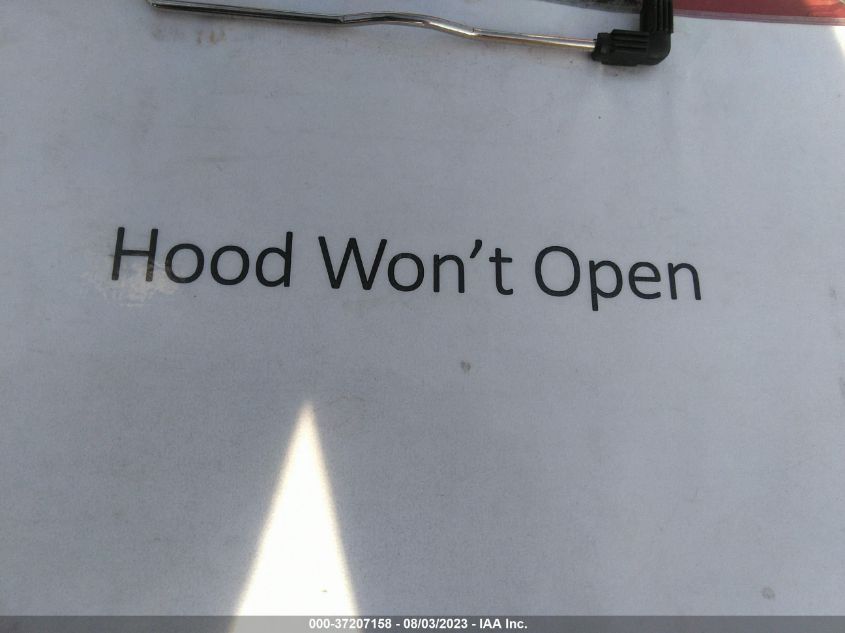 Hood Won’t Open
000-37207158 - 08/03/2023 - IAA Inc.